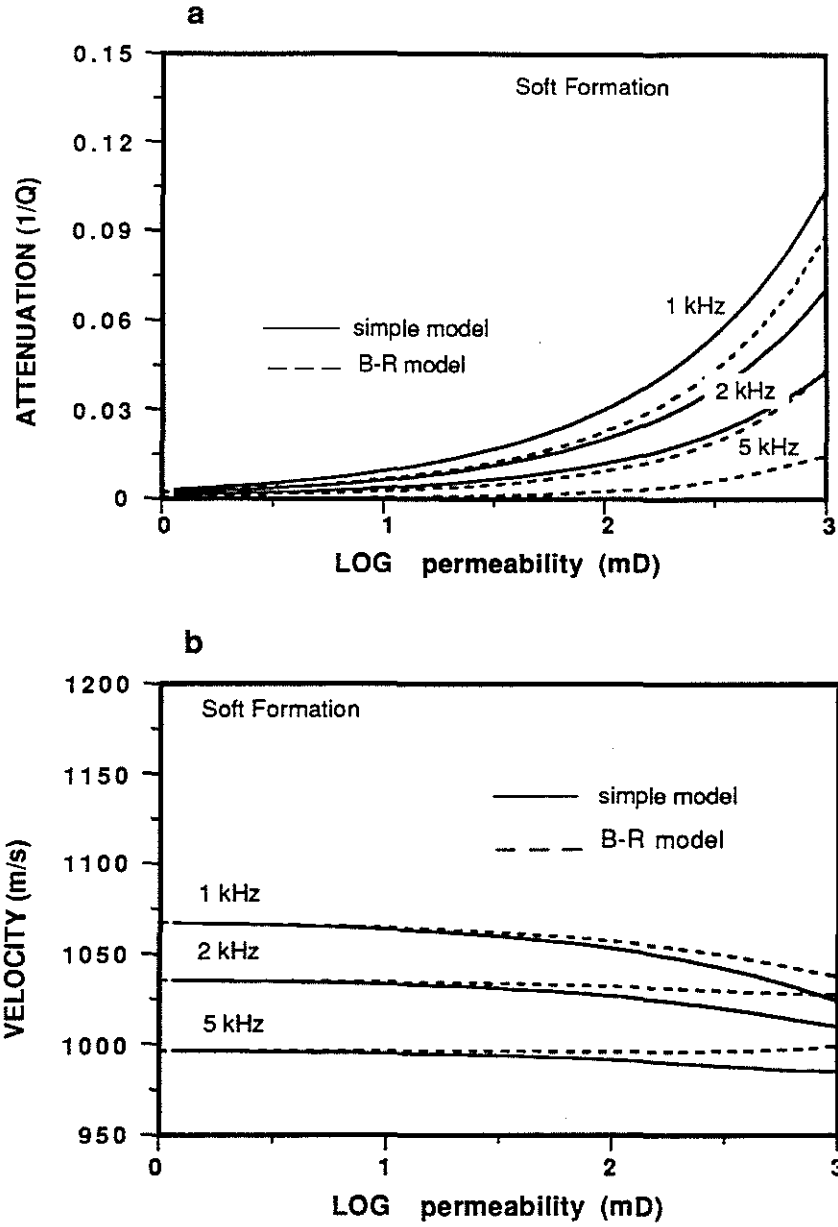 a
0.15
Soft Formation
0.12
0.09
1 kHz
0.06
simple model
B-R model
2 kHz
0.03
5 kHz
0
0 1 2 3
ATTENUATION (1/Q)
LOG permeability (mD)
b
1200
Soft Formation
1150
simple model
1100
B-R model
1 kHz
1050
2 kHz
5 kHz
1000
950
0 1 2 3
VELOCITY (m/s)
LOG permeability (mD)